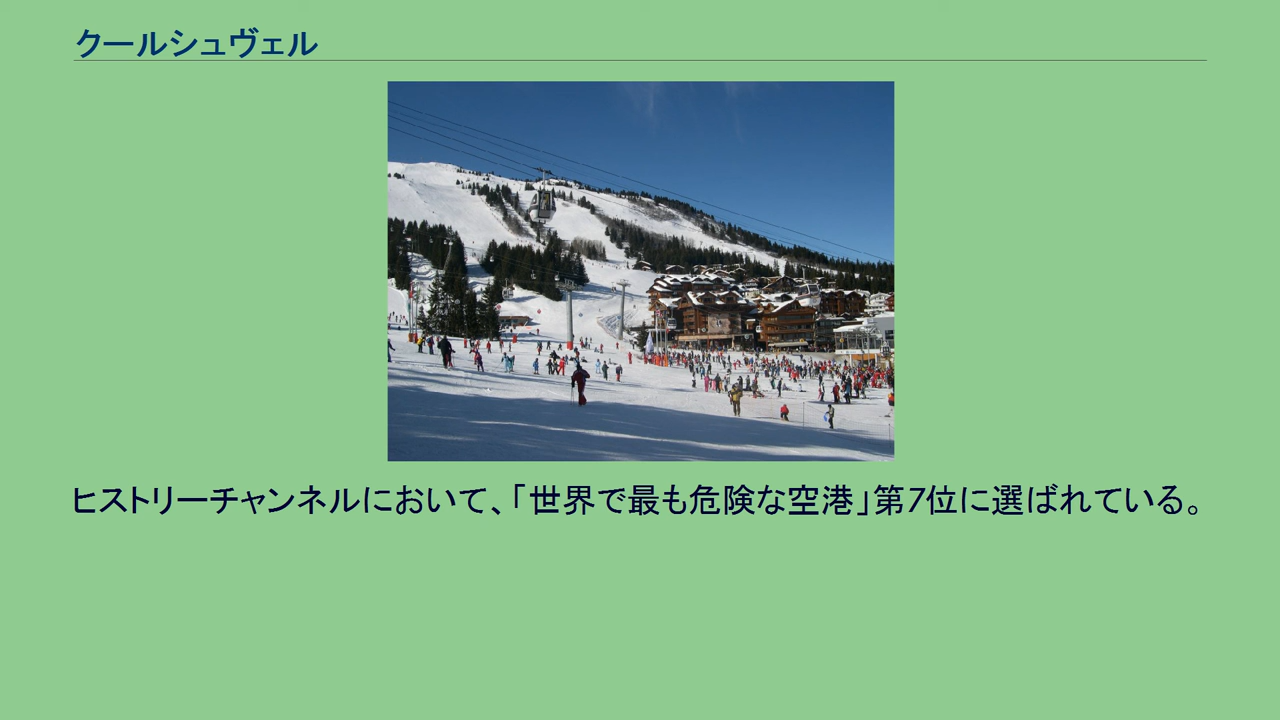 クールシュヴェル
ヒストリーチャンネルにおいて、「世界で最も危険な空港」第7位に選ばれている。